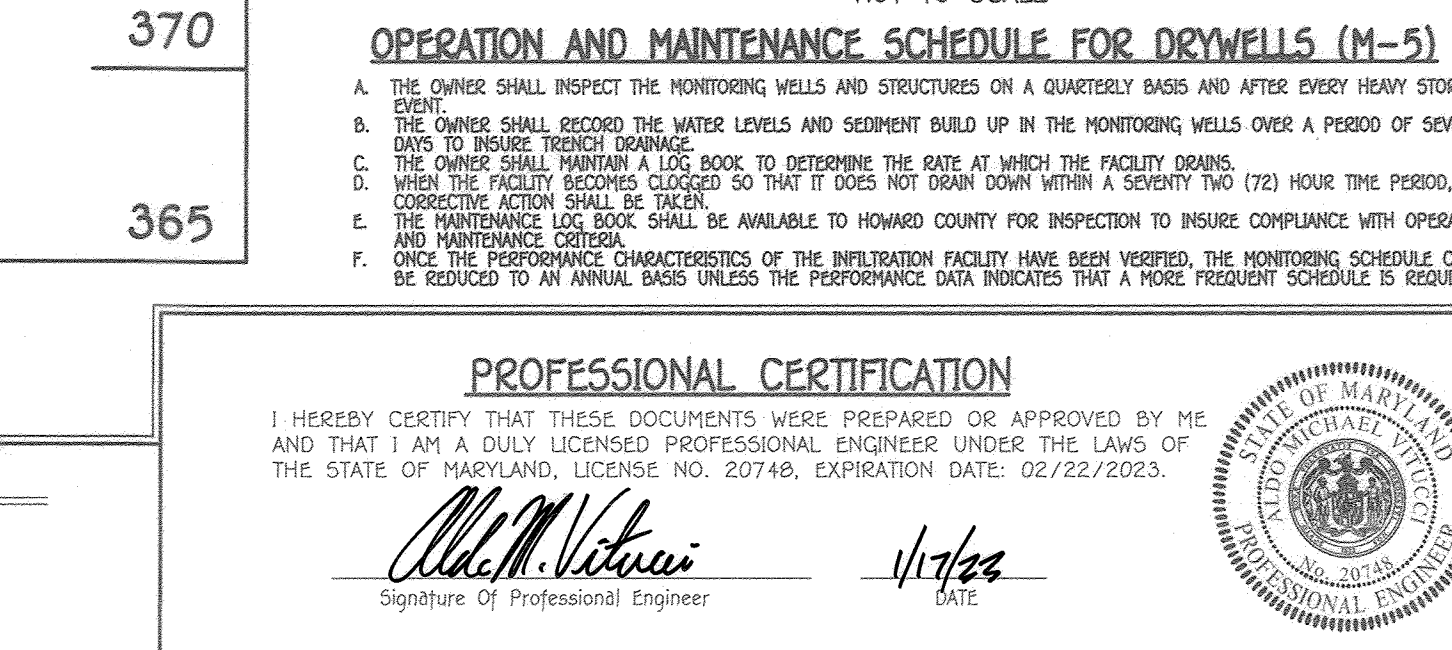 370
365
OPERATION AND MAINTENANCE SCHEDULE FOR DRYWELLS (M-5)
A. THE OWNER SHALL INSPECT THE MONITORING WELLS AND STRUCTURES ON A QUARTERLY BASIS AND AFTER EVERY HEAVY
EVENT.
B. THE OWNER SHALL RECORD THE WATER LEVELS AND SEDIMENT BUILD UP IN THE MONITORING WELLS OVER A PERIOD OF
DAYS TO INSURE TRENCH DRAINAGE.
C. THE OWNER SHALL MAINTAIN A LOG BOOK TO DETERMINE THE RATE AT WHICH THE FACILITY DRAINS.
D. WHEN THE FACILITY BECOMES CLOGGED SO THAT IT DOES NOT DRAIN DOWN WITHIN A SEVENTY TWO (72) HOUR TIME PERIOD,
CORRECTIVE ACTION SHALL BE TAKEN.
E. THE MAINTENANCE LOG BOOK SHALL BE AVAILABLE TO HOWARD COUNTY FOR INSPECTION TO INSURE COMPLIANCE WITH
AND MAINTENANCE CRITERIA.
F. ONCE THE PERFORMANCE CHARACTERISTICS OF THE INFILTRATION FACILITY HAVE BEEN VERIFIED, THE MONITORING SCHEDULE
BE REDUCED TO AN ANNUAL BASIS UNLESS THE PERFORMANCE DATA INDICATES THAT A MORE FREQUENT SCHEDULE IS
PROFESSIONAL CERTIFICATION
I HEREBY CERTIFY THAT THESE DOCUMENTS WERE PREPARED OR APPROVED BY ME
AND THAT I AM A DULY LICENSED PROFESSIONAL ENGINEER UNDER THE LAWS OF
THE STATE OF MARYLAND, LICENSE NO. 20748, EXPIRATION DATE: 02/22/2023.
Aldo M. Vitucci
1/17/23
Signature Of Professional Engineer
DATE
STATE OF MARYLAND
ALDO MICHAEL VITUCCI
No. 20748
PROFESSIONAL ENGINEER